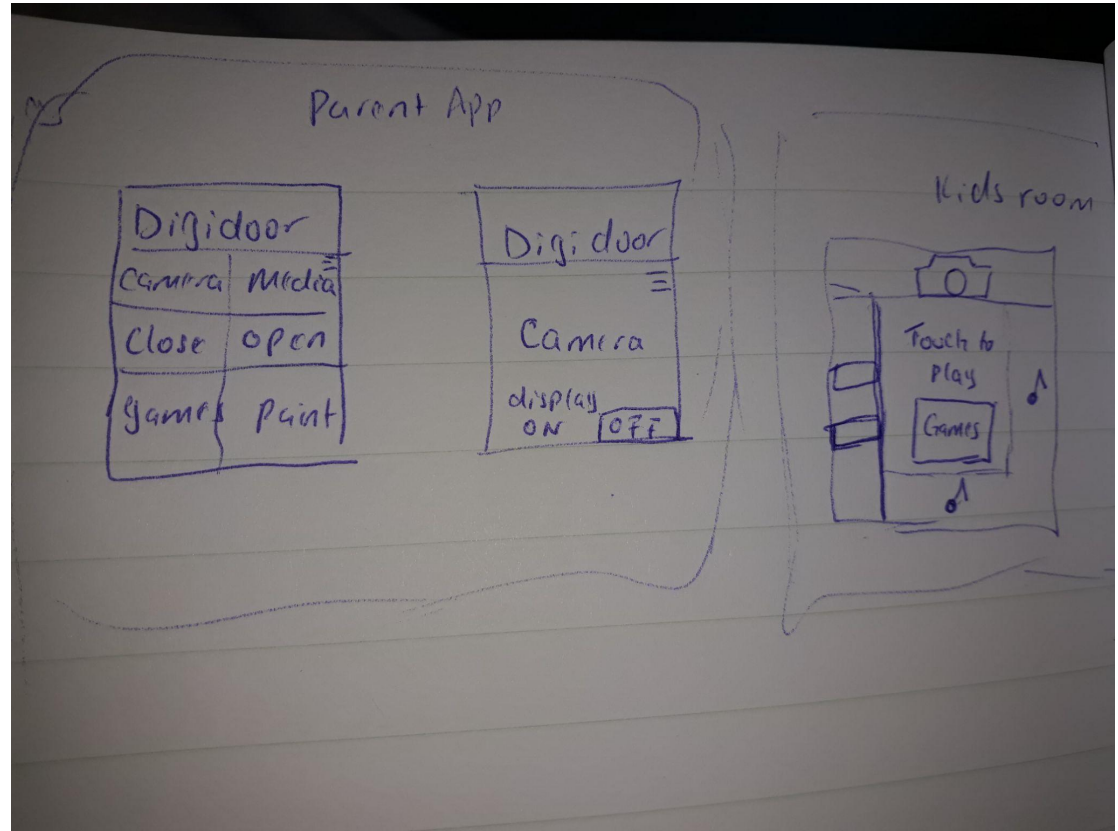 Parent App
Digidoor
Camera Media
Close open
games paint
Digidoor
Camera
display
ON OFF
Kids room
Touch to
play
Games